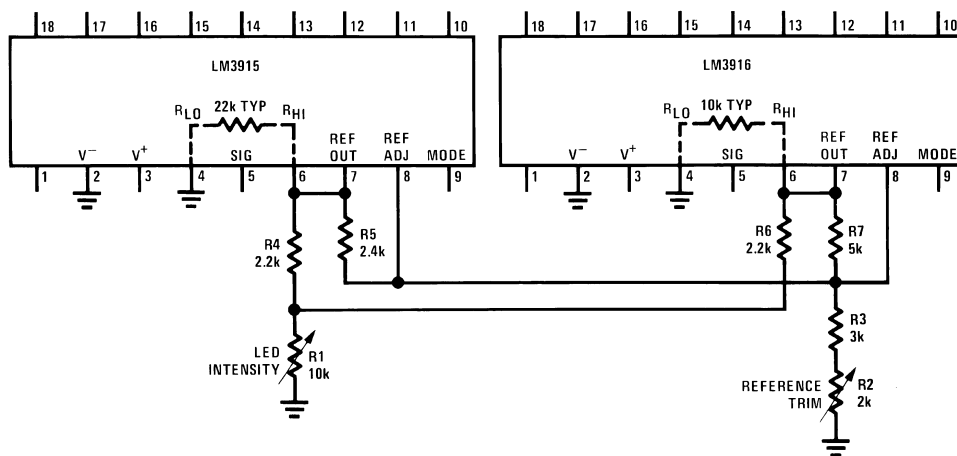 18 17 16 15 14 13 12 11 10
18 17 16 15 14 13 12 11 10
LM3915
LM3916
RLO 22k TYP RHI
RLO 10k TYP RHI
V− V+ SIG REF OUT REF ADJ MODE
V− V+ SIG REF OUT REF ADJ MODE
1 2 3 4 5 6 7 8 9
1 2 3 4 5 6 7 8 9
R4
2.2k
R5
2.4k
R6
2.2k
R7
5k
R3
3k
LED
INTENSITY
R1
10k
REFERENCE
TRIM
R2
2k